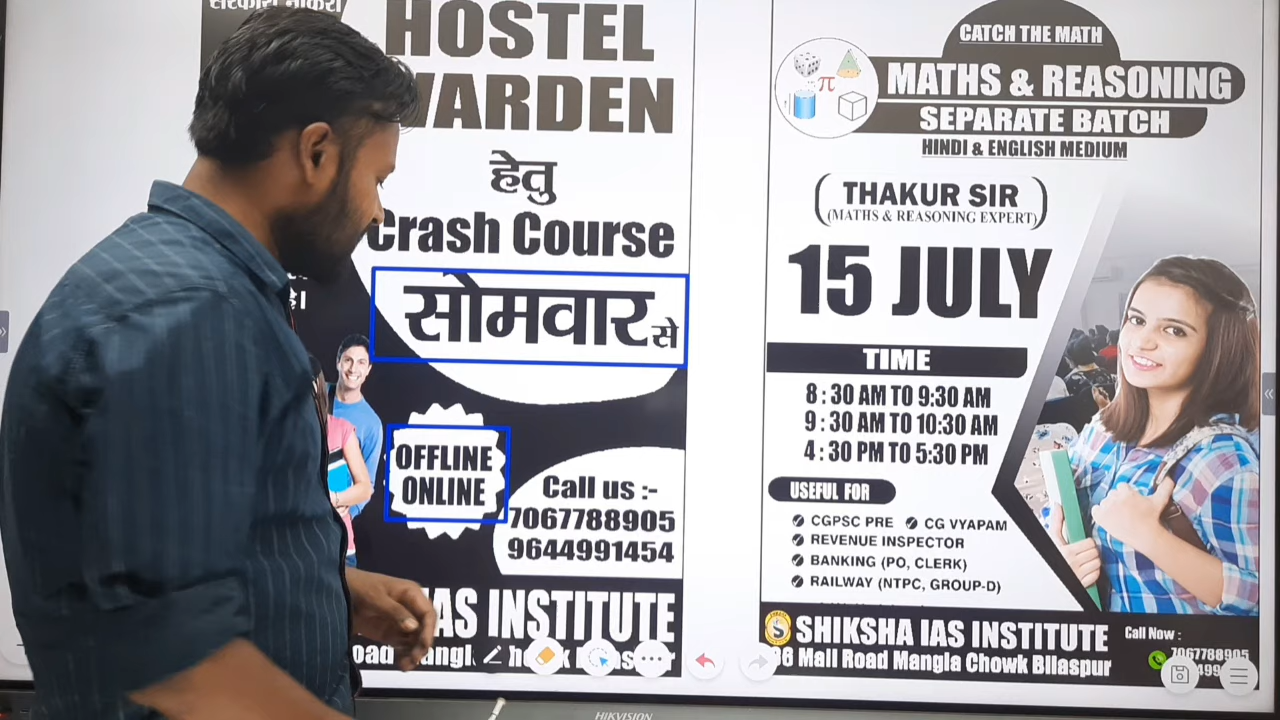 सरकारी नौकरी
HOSTEL
WARDEN
हेतु
Crash Course
सोमवार से
है।
OFFLINE
ONLINE
Call us :-
7067788905
9644991454
IAS INSTITUTE
CATCH THE MATH
π
MATHS & REASONING
SEPARATE BATCH
HINDI & ENGLISH MEDIUM
(THAKUR SIR)
(MATHS & REASONING EXPERT)
15 JULY
TIME
8 : 30 AM TO 9:30 AM
9 : 30 AM TO 10:30 AM
4 : 30 PM TO 5:30 PM
USEFUL FOR
CGPSC PRE CG VYAPAM
REVENUE INSPECTOR
BANKING (PO, CLERK)
RAILWAY (NTPC, GROUP-D)
S SHIKSHA IAS INSTITUTE
Mall Road Mangla Chowk Bilaspur
Call Now :
7067788905
HIKVISION